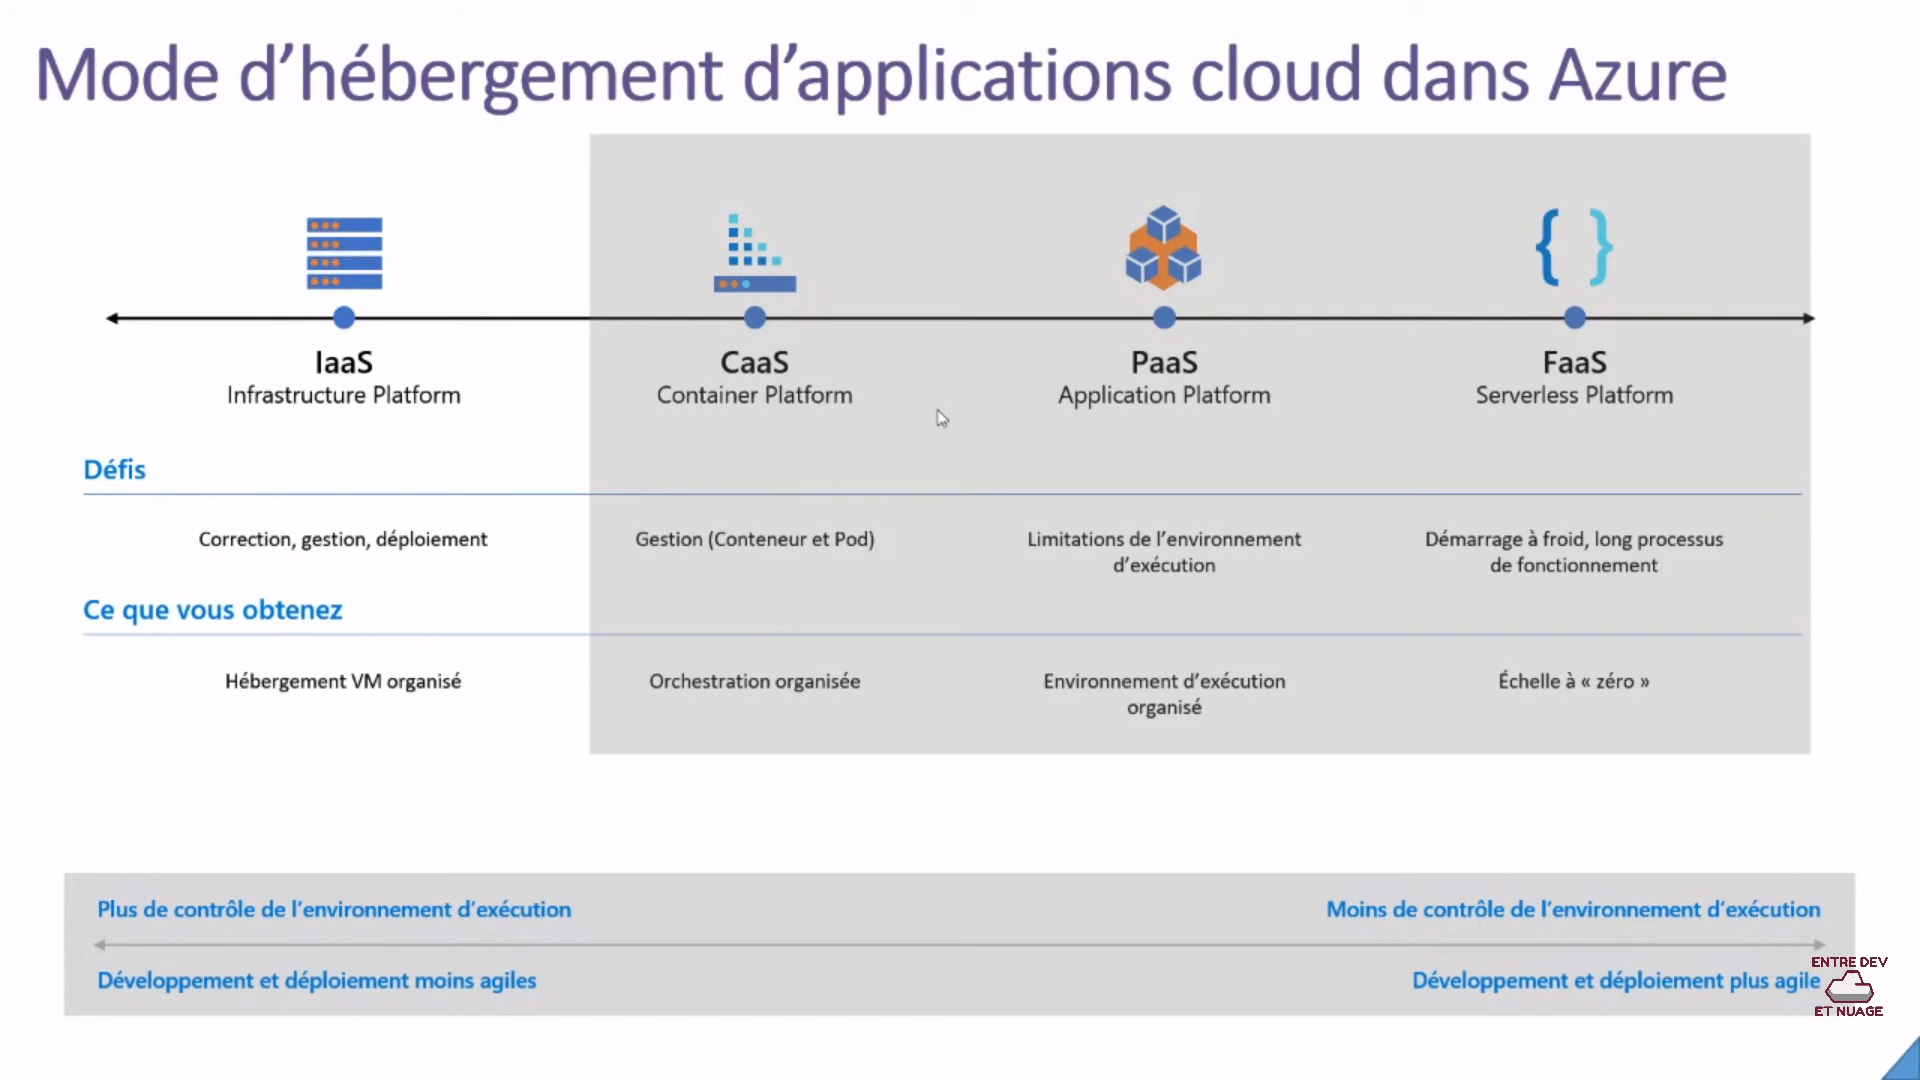 Mode d’hébergement d’applications cloud dans Azure
{ }
IaaS
Infrastructure Platform
CaaS
Container Platform
PaaS
Application Platform
FaaS
Serverless Platform
Défis
Correction, gestion, déploiement
Gestion (Conteneur et Pod)
Limitations de l’environnement
d’exécution
Démarrage à froid, long processus
de fonctionnement
Ce que vous obtenez
Hébergement VM organisé
Orchestration organisée
Environnement d’exécution
organisé
Échelle à « zéro »
Plus de contrôle de l’environnement d’exécution
Moins de contrôle de l’environnement d’exécution
Développement et déploiement moins agiles
Développement et déploiement plus agile
ENTRE DEV
ET NUAGE